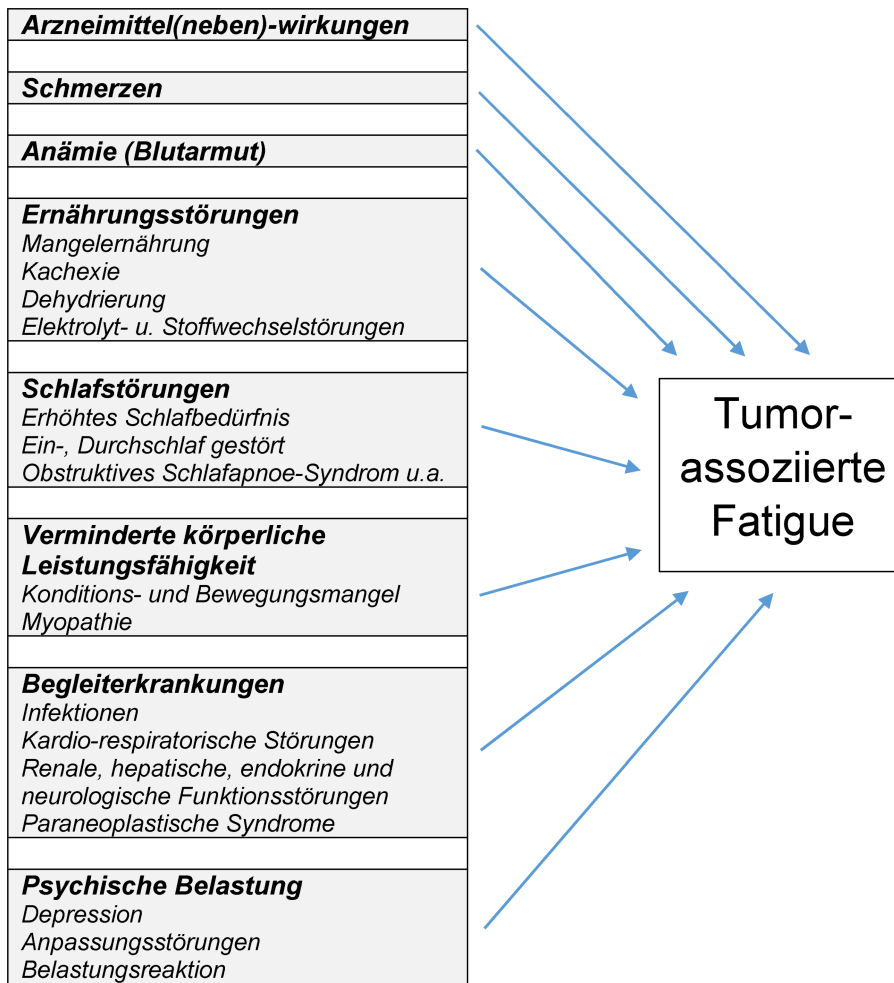 Arzneimittel(neben)-wirkungen
Schmerzen
Anämie (Blutarmut)
Ernährungsstörungen
Mangelernährung
Kachexie
Dehydrierung
Elektrolyt- u. Stoffwechselstörungen
Schlafstörungen
Erhöhtes Schlafbedürfnis
Ein-, Durchschlaf gestört
Obstruktives Schlafapnoe-Syndrom u.a.
Verminderte körperliche
Leistungsfähigkeit
Konditions- und Bewegungsmangel
Myopathie
Begleiterkrankungen
Infektionen
Kardio-respiratorische Störungen
Renale, hepatische, endokrine und
neurologische Funktionsstörungen
Paraneoplastische Syndrome
Psychische Belastung
Depression
Anpassungsstörungen
Belastungsreaktion
Tumor-
assoziierte
Fatigue